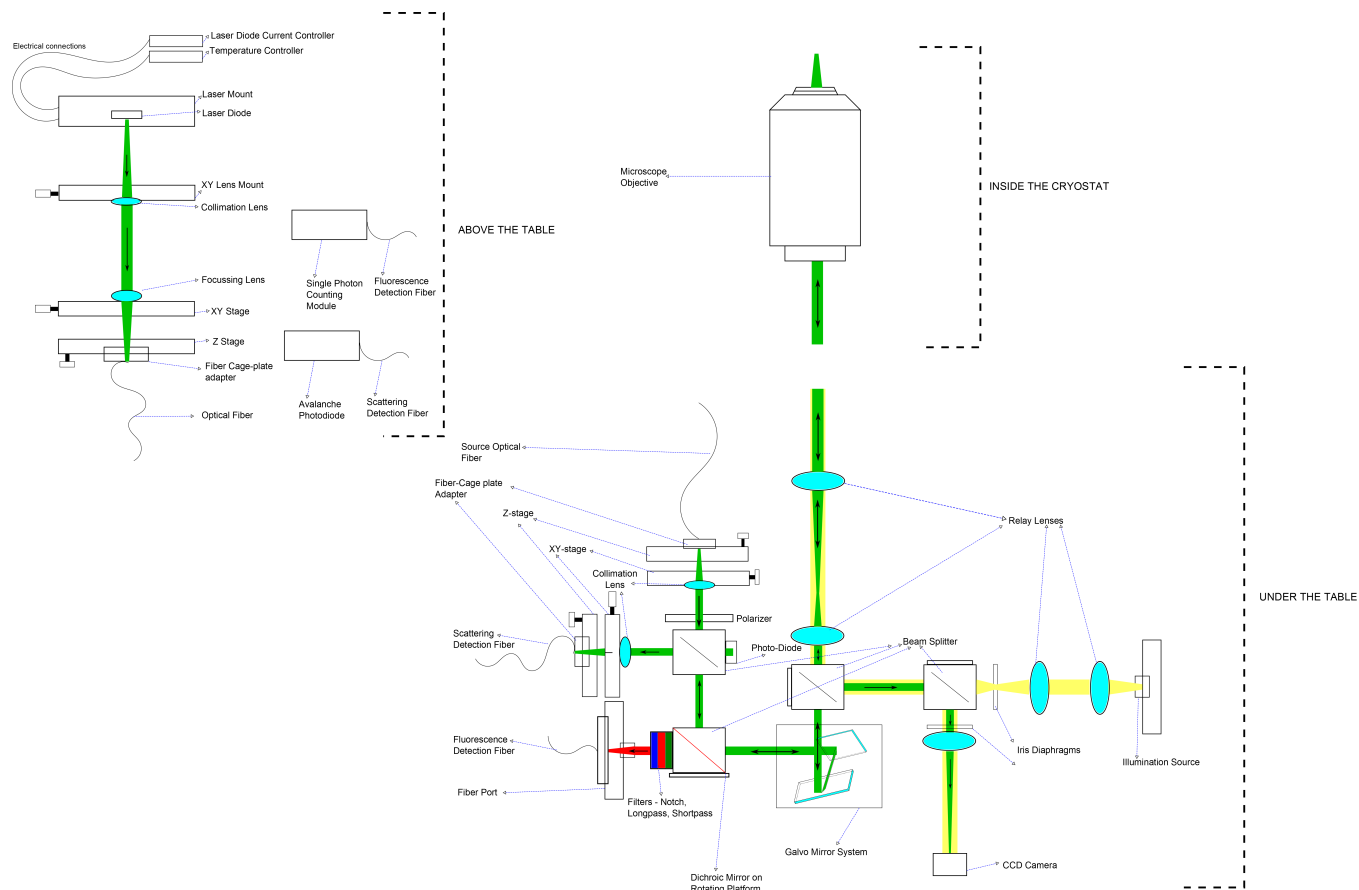 Electrical connections
Laser Diode Current Controller
Temperature Controller
Laser Mount
Laser Diode
XY Lens Mount
Collimation Lens
Focussing Lens
XY Stage
Z Stage
Fiber Cage-plate
adapter
Optical Fiber
Single Photon
Counting
Module
Fluorescence
Detection Fiber
Avalanche
Photodiode
Scattering
Detection Fiber
ABOVE THE TABLE
Microscope
Objective
INSIDE THE CRYOSTAT
Source Optical
Fiber
Fiber-Cage plate
Adapter
Z-stage
XY-stage
Collimation
Lens
Polarizer
Photo-Diode
Scattering
Detection Fiber
Fluorescence
Detection Fiber
Fiber Port
Filters - Notch,
Longpass, Shortpass
Dichroic Mirror on
Rotating Platform
Galvo Mirror System
Beam Splitter
Relay Lenses
Iris Diaphragms
Illumination Source
CCD Camera
UNDER THE TABLE